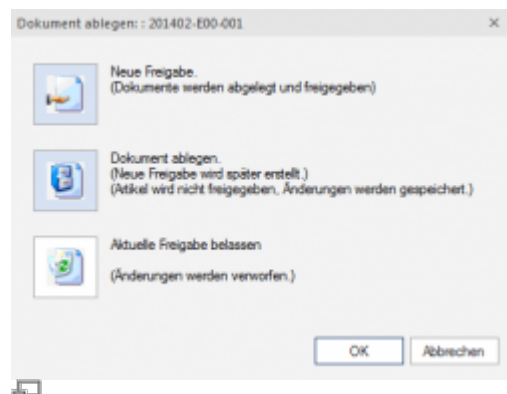 Dokument ablegen: : 201402-E00-001
Neue Freigabe.
(Dokumente werden abgelegt und freigegeben)
Dokument ablegen.
(Neue Freigabe wird später erstellt.)
(Artikel wird nicht freigegeben, Änderungen werden gespeichert.)
Aktuelle Freigabe belassen
(Änderungen werden verworfen.)
OK
Abbrechen